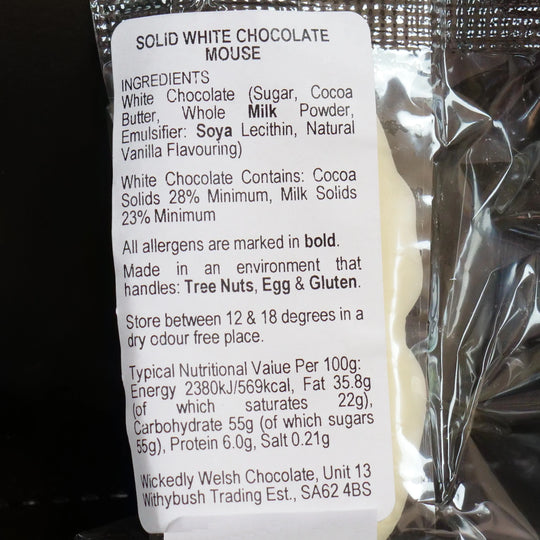 SOLiD WHITE CHOCOLATE
MOUSE
INGREDIENTS
White Chocolate (Sugar, Cocoa
Butter, Whole Milk Powder,
Emulsifier: Soya Lecithin, Natural
Vanilla Flavouring)
White Chocolate Contains: Cocoa
Solids 28% Minimum, Milk Solids
23% Minimum
All allergens are marked in bold.
Made in an environment that
handles: Tree Nuts, Egg & Gluten.
Store between 12 & 18 degrees in a
dry odour free place.
Typical Nutritional Value Per 100g:
Energy 2380kJ/569kcal, Fat 35.8g
(of which saturates 22g),
Carbohydrate 55g (of which sugars
55g), Protein 6.0g, Salt 0.21g
Wickedly Welsh Chocolate, Unit 13
Withybush Trading Est., SA62 4BS